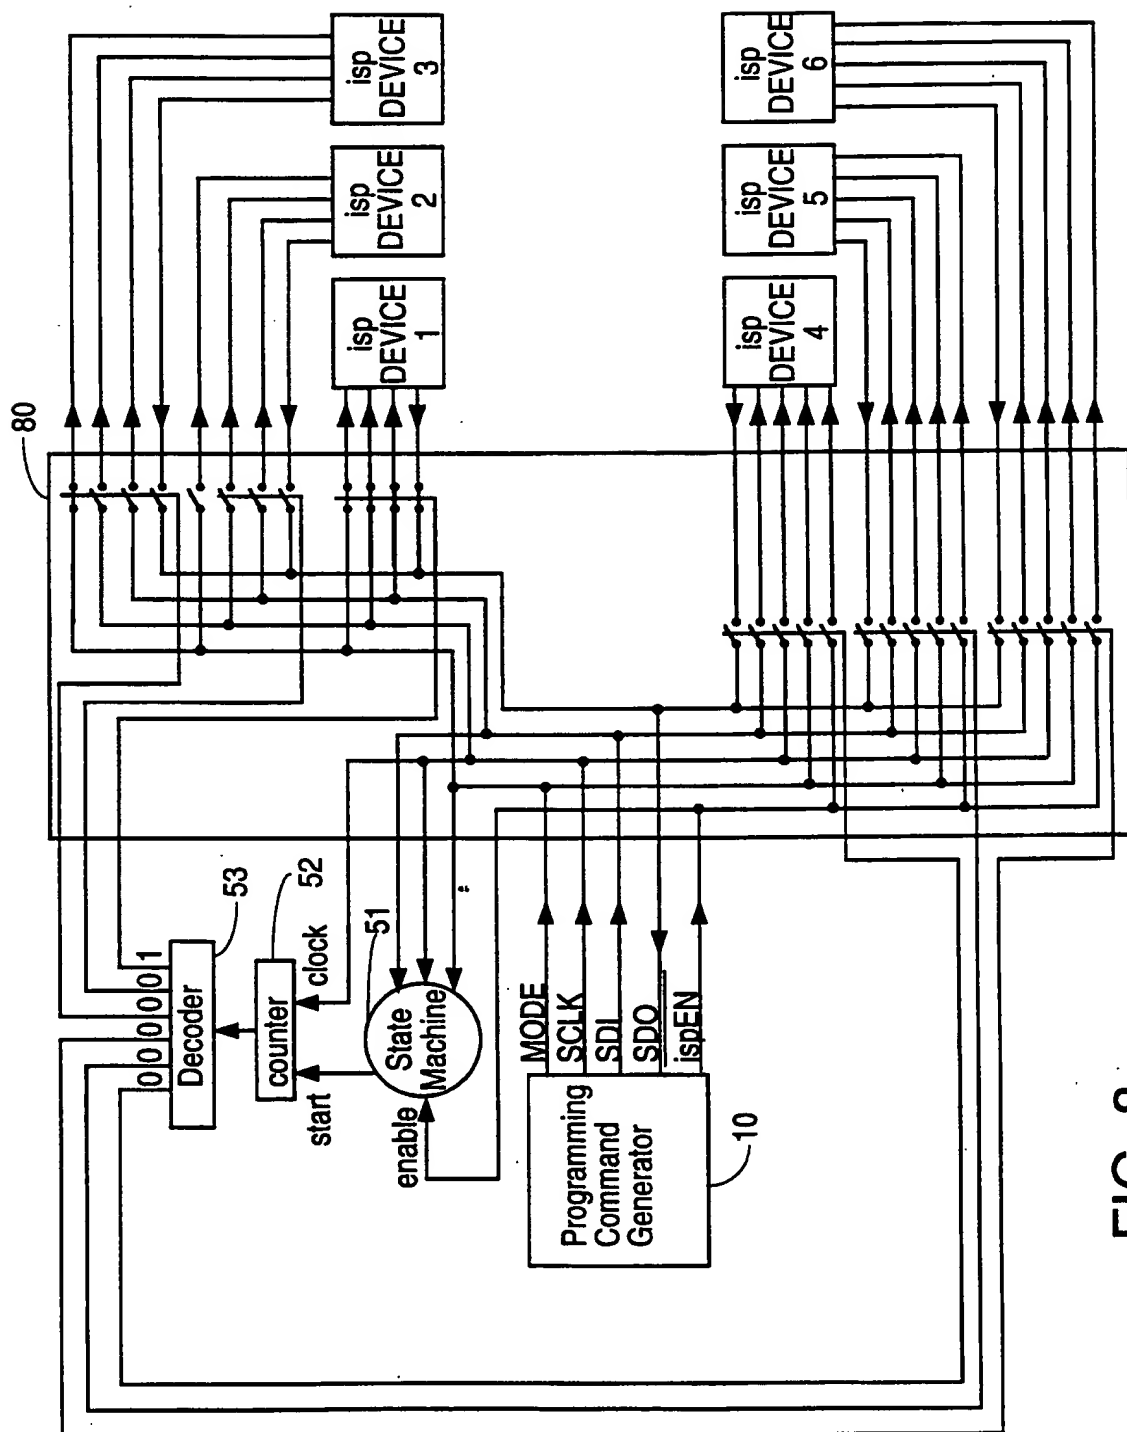 80
isp
DEVICE
3
isp
DEVICE
2
isp
DEVICE
1
isp
DEVICE
6
isp
DEVICE
5
isp
DEVICE
4
0 0 0 0 0 1
Decoder
53
counter
52
start
clock
State
Machine
51
enable
Programming
Command
Generator
10
MODE
SCLK
SDI
SDO
ispEN
FIG.